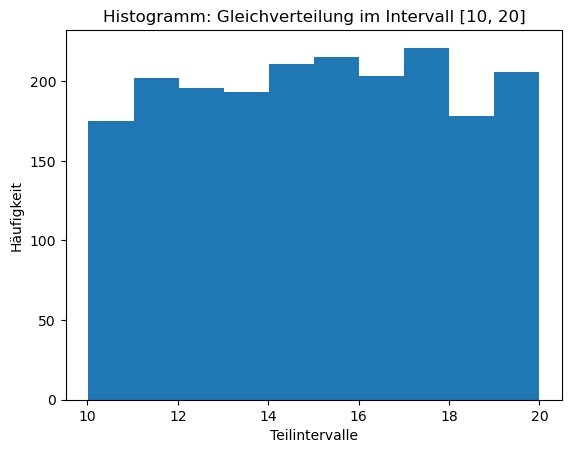 Histogramm: Gleichverteilung im Intervall [10, 20]
Häufigkeit
200
150
100
50
0
10 12 14 16 18 20
Teilintervalle